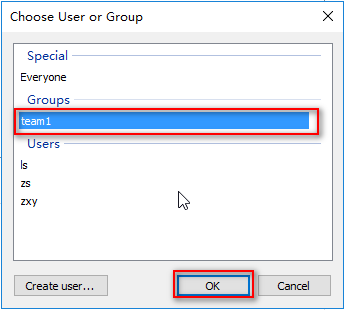 Choose User or Group
Special
Everyone
Groups
team1
Users
ls
zs
zxy
Create user...
OK
Cancel